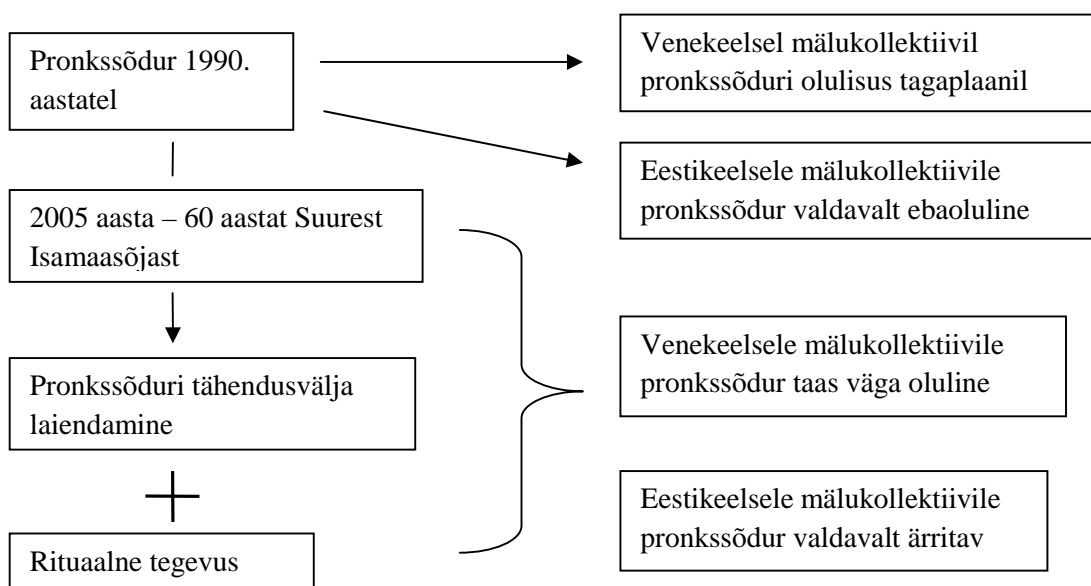 Pronkssõdur 1990.
aastatel
Venekeelsel mälukollektiivil
pronkssõduri olulisus tagaplaanil
Eestikeelsele mälukollektiivile
pronkssõdur valdavalt ebaoluline
2005 aasta – 60 aastat Suurest
Isamaasõjast
Pronkssõduri tähendusvälja
laiendamine
Venekeelsele mälukollektiivile
pronkssõdur taas väga oluline
Rituaalne tegevus
Eestikeelsele mälukollektiivile
pronkssõdur valdavalt ärritav